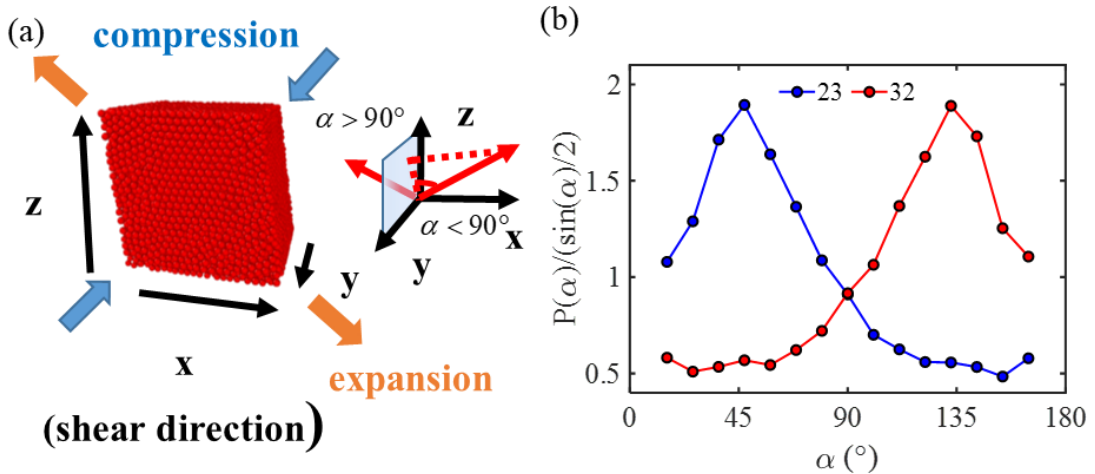 (a)
compression
α > 90°
z
z
α < 90°
x
y
y
x
expansion
(shear direction)
(b)
P(α)/(sin(α)/2)
2
1.5
1
0.5
23 32
0 45 90 135 180
α (°)